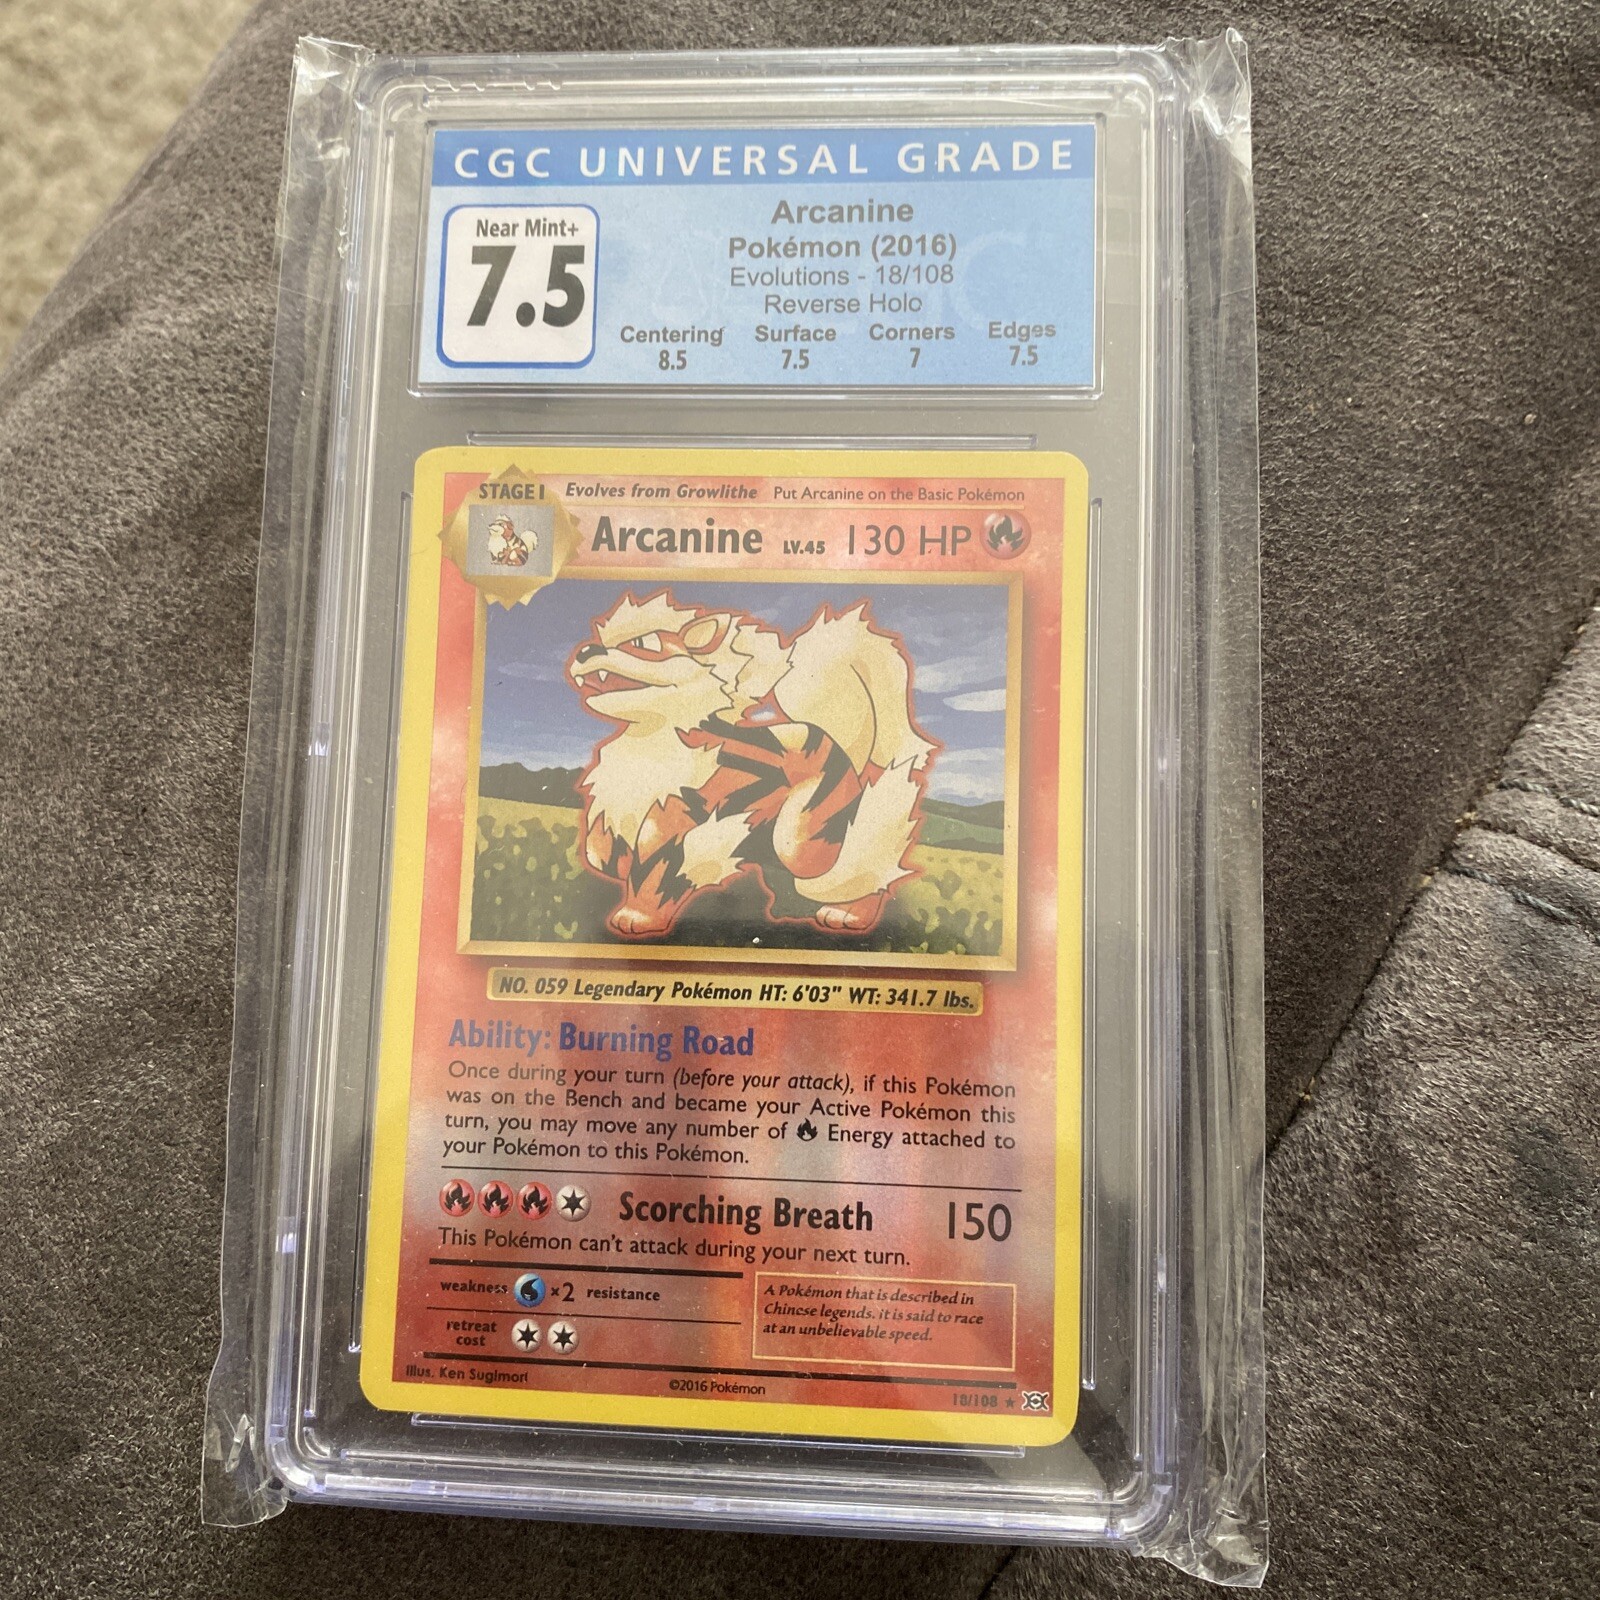 CGC UNIVERSAL GRADE
Near Mint+
7.5
Arcanine
Pokémon (2016)
Evolutions - 18/108
Reverse Holo
Centering Surface Corners Edges
8.5 7.5 7 7.5
STAGE 1 Evolves from Growlithe Put Arcanine on the Basic Pokémon
Arcanine LV.45 130 HP
NO. 059 Legendary Pokémon HT: 6'03" WT: 341.7 lbs.
Ability: Burning Road
Once during your turn (before your attack), if this Pokémon
was on the Bench and became your Active Pokémon this
turn, you may move any number of Energy attached to
your Pokémon to this Pokémon.
Scorching Breath 150
This Pokémon can't attack during your next turn.
weakness ×2 resistance
retreat
cost
A Pokémon that is described in
Chinese legends. it is said to race
at an unbelievable speed.
Illus. Ken Sugimori
©2016 Pokémon
18/108 ★